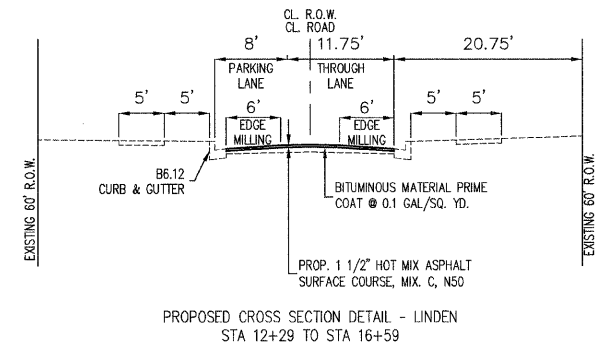 CL. R.O.W.
CL. ROAD
8'
11.75'
20.75'
PARKING
LANE
THROUGH
LANE
5'
5'
6'
6'
5'
5'
EDGE
MILLING
EDGE
MILLING
EXISTING 60' R.O.W.
B6.12
CURB & GUTTER
BITUMINOUS MATERIAL PRIME
COAT @ 0.1 GAL/SQ. YD.
EXISTING 60' R.O.W.
PROP. 1 1/2" HOT MIX ASPHALT
SURFACE COURSE, MIX. C, N50
PROPOSED CROSS SECTION DETAIL - LINDEN
STA 12+29 TO STA 16+59